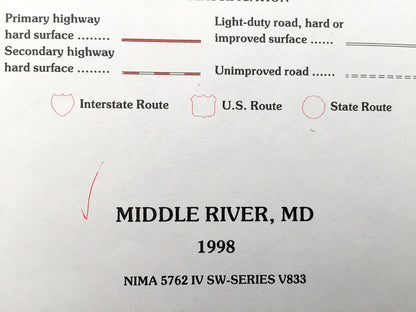 Primary highway
hard surface ........
Light-duty road, hard or
improved surface ......
Secondary highway
hard surface ........
Unimproved road ......
Interstate Route
U.S. Route
State Route
MIDDLE RIVER, MD
1998
NIMA 5762 IV SW-SERIES V833